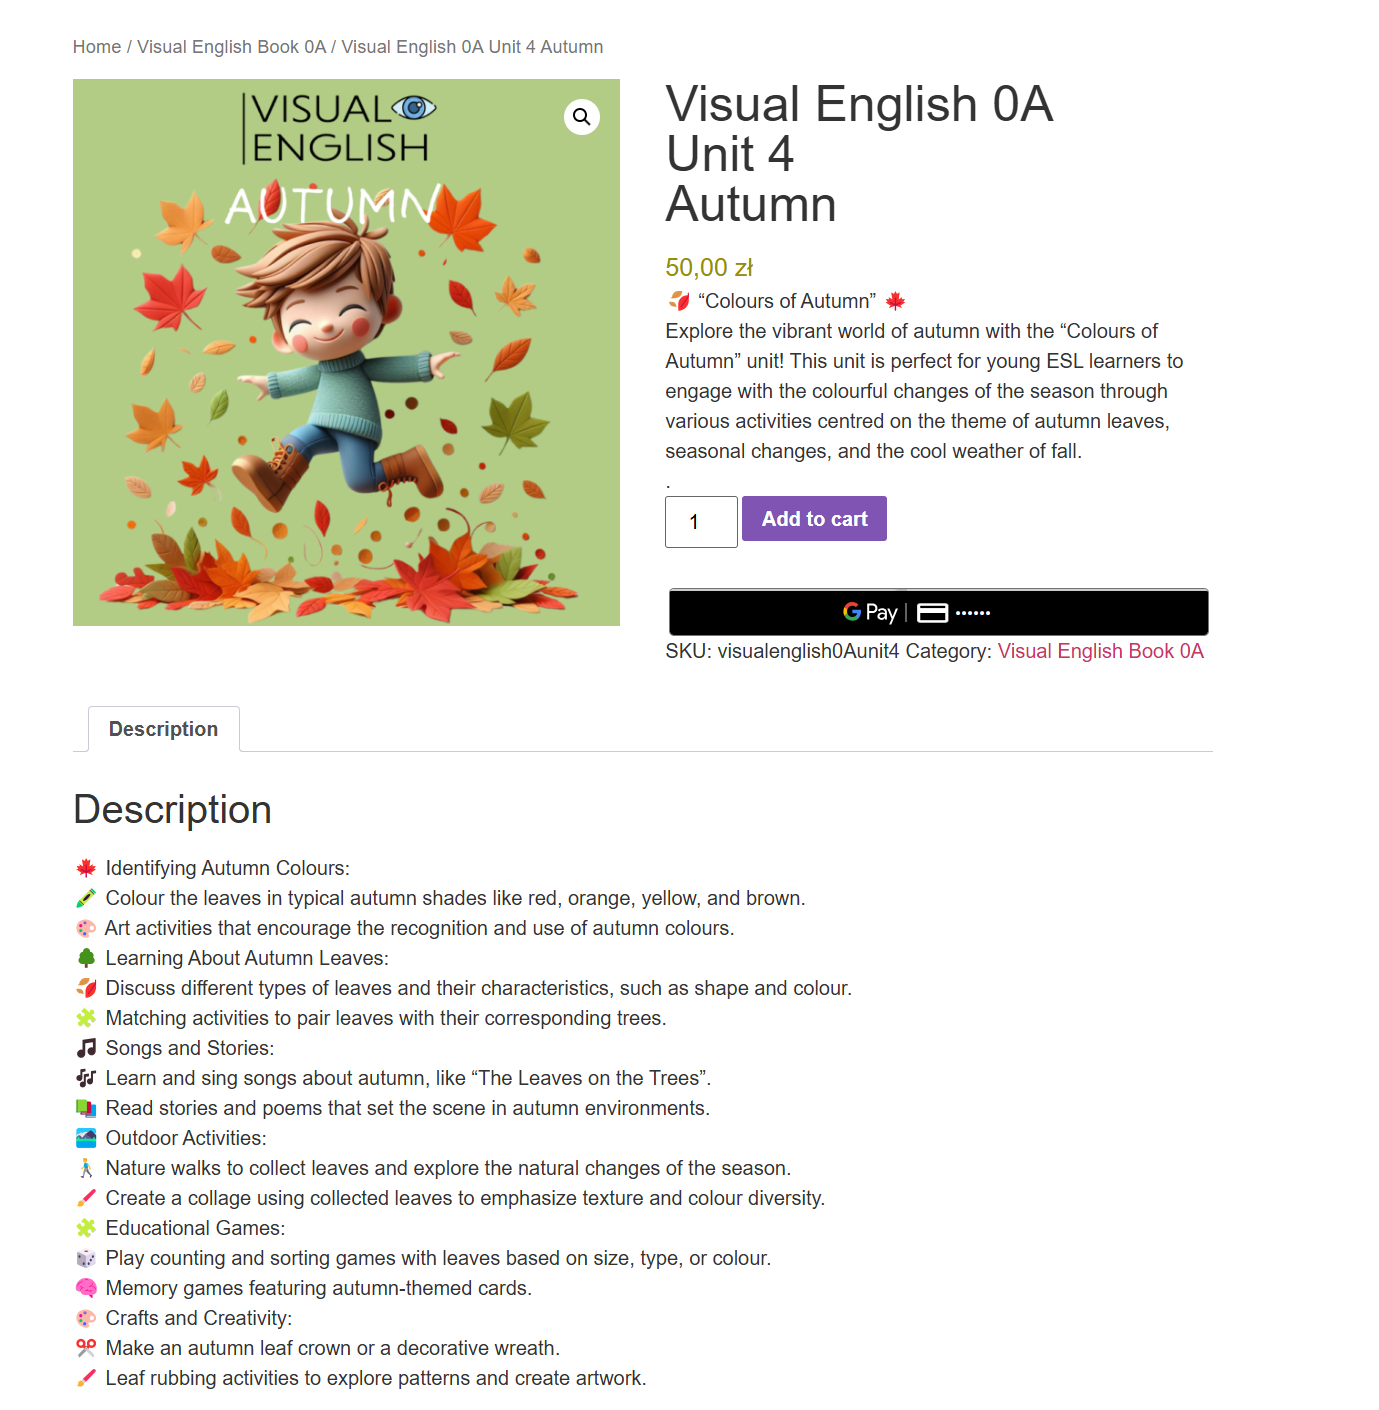 Home / Visual English Book 0A / Visual English 0A Unit 4 Autumn
VISUAL
ENGLISH
AUTUMN
Visual English 0A
Unit 4
Autumn
50,00 zł
🍂 “Colours of Autumn” 🍁
Explore the vibrant world of autumn with the “Colours of
Autumn” unit! This unit is perfect for young ESL learners to
engage with the colourful changes of the season through
various activities centred on the theme of autumn leaves,
seasonal changes, and the cool weather of fall.
.
1
Add to cart
G Pay | ••••••
SKU: visualenglish0Aunit4 Category: Visual English Book 0A
Description
Description
🍁 Identifying Autumn Colours:
🖍️ Colour the leaves in typical autumn shades like red, orange, yellow, and brown.
🎨 Art activities that encourage the recognition and use of autumn colours.
🌳 Learning About Autumn Leaves:
🍂 Discuss different types of leaves and their characteristics, such as shape and colour.
🧩 Matching activities to pair leaves with their corresponding trees.
🎵 Songs and Stories:
🎶 Learn and sing songs about autumn, like “The Leaves on the Trees”.
📚 Read stories and poems that set the scene in autumn environments.
🏞️ Outdoor Activities:
🚶‍♂️ Nature walks to collect leaves and explore the natural changes of the season.
🖌️ Create a collage using collected leaves to emphasize texture and colour diversity.
🧩 Educational Games:
🎲 Play counting and sorting games with leaves based on size, type, or colour.
🧠 Memory games featuring autumn-themed cards.
🎨 Crafts and Creativity:
✂️ Make an autumn leaf crown or a decorative wreath.
🖌️ Leaf rubbing activities to explore patterns and create artwork.